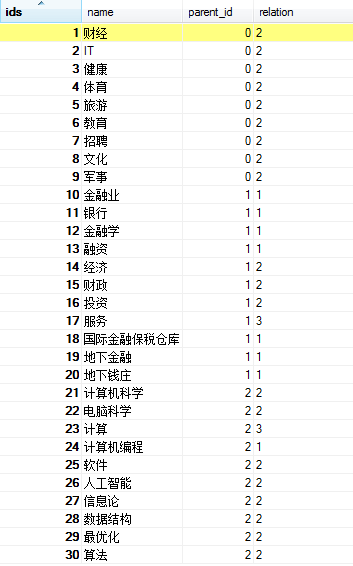 ids name parent_id relation
1 财经 0 2
2 IT 0 2
3 健康 0 2
4 体育 0 2
5 旅游 0 2
6 教育 0 2
7 招聘 0 2
8 文化 0 2
9 军事 0 2
10 金融业 1 1
11 银行 1 1
12 金融学 1 1
13 融资 1 1
14 经济 1 2
15 财政 1 2
16 投资 1 2
17 服务 1 3
18 国际金融保税仓库 1 1
19 地下金融 1 1
20 地下钱庄 1 1
21 计算机科学 2 2
22 电脑科学 2 2
23 计算 2 3
24 计算机编程 2 1
25 软件 2 2
26 人工智能 2 2
27 信息论 2 2
28 数据结构 2 2
29 最优化 2 2
30 算法 2 2